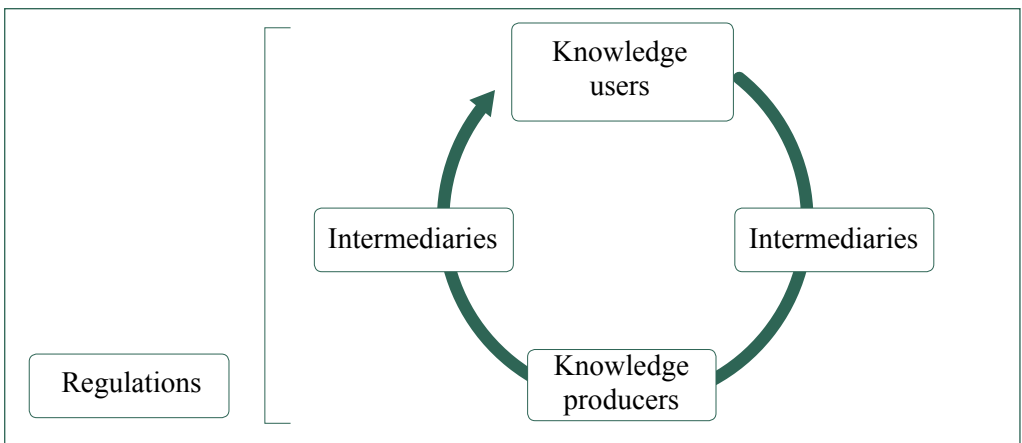 Knowledge
users
Intermediaries
Intermediaries
Knowledge
producers
Regulations